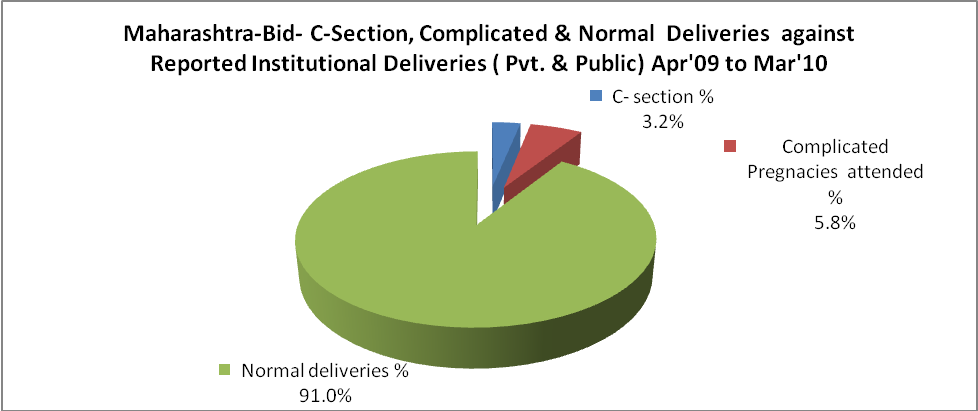 Maharashtra-Bid- C-Section, Complicated & Normal Deliveries against
Reported Institutional Deliveries ( Pvt. & Public) Apr'09 to Mar'10
C- section %
3.2%
Complicated
Pregnacies attended
%
5.8%
Normal deliveries %
91.0%